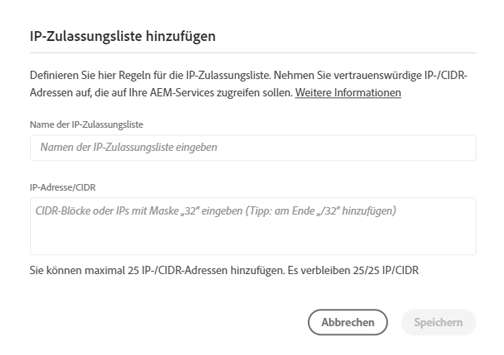 IP-Zulassungsliste hinzufügen
Definieren Sie hier Regeln für die IP-Zulassungsliste. Nehmen Sie vertrauenswürdige IP-/CIDR-
Adressen auf, die auf Ihre AEM-Services zugreifen sollen. Weitere Informationen
Name der IP-Zulassungsliste
Namen der IP-Zulassungsliste eingeben
IP-Adresse/CIDR
CIDR-Blöcke oder IPs mit Maske „32" eingeben (Tipp: am Ende „/32" hinzufügen)
Sie können maximal 25 IP-/CIDR-Adressen hinzufügen. Es verbleiben 25/25 IP/CIDR
Abbrechen
Speichern